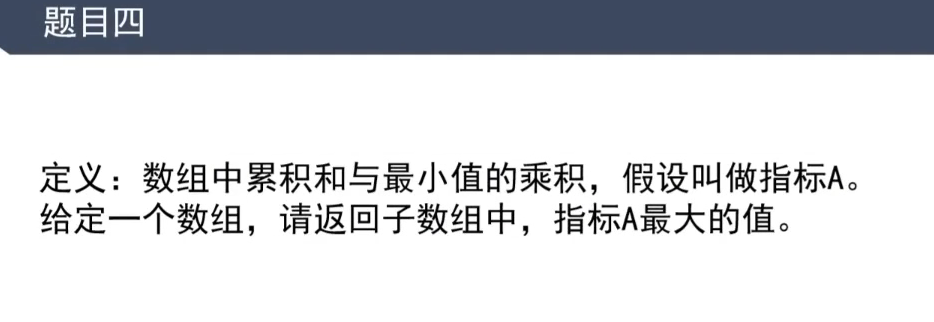 题目四
定义：数组中累积和与最小值的乘积，假设叫做指标A。
给定一个数组，请返回子数组中，指标A最大的值。